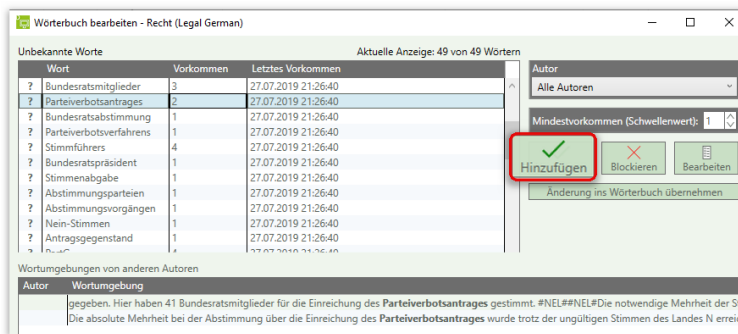 Wörterbuch bearbeiten - Recht (Legal German)
Unbekannte Worte Aktuelle Anzeige: 49 von 49 Wörtern
Wort Vorkommen Letztes Vorkommen
? Bundesratsmitglieder 3 27.07.2019 21:26:40
? Parteiverbotsantrages 2 27.07.2019 21:26:40
? Bundesratsabstimmung 1 27.07.2019 21:26:40
? Parteiverbotsverfahrens 1 27.07.2019 21:26:40
? Stimmführers 4 27.07.2019 21:26:40
? Bundesratspräsident 1 27.07.2019 21:26:40
? Stimmenabgabe 1 27.07.2019 21:26:40
? Abstimmungsparteien 1 27.07.2019 21:26:40
? Abstimmungsvorgängen 1 27.07.2019 21:26:40
? Nein-Stimmen 1 27.07.2019 21:26:40
? Antragsgegenstand 1 27.07.2019 21:26:40
? PartG 4 27.07.2019 21:26:40
Autor
Alle Autoren
Mindestvorkommen (Schwellenwert): 1
Hinzufügen Blockieren Bearbeiten
Änderung ins Wörterbuch übernehmen
Wortumgebungen von anderen Autoren
Autor Wortumgebung
gegeben. Hier haben 41 Bundesratsmitglieder für die Einreichung des Parteiverbotsantrages gestimmt. #NEL##NEL#Die notwendige Mehrheit der
Die absolute Mehrheit bei der Abstimmung über die Einreichung des Parteiverbotsantrages wurde trotz der ungültigen Stimmen des Landes N